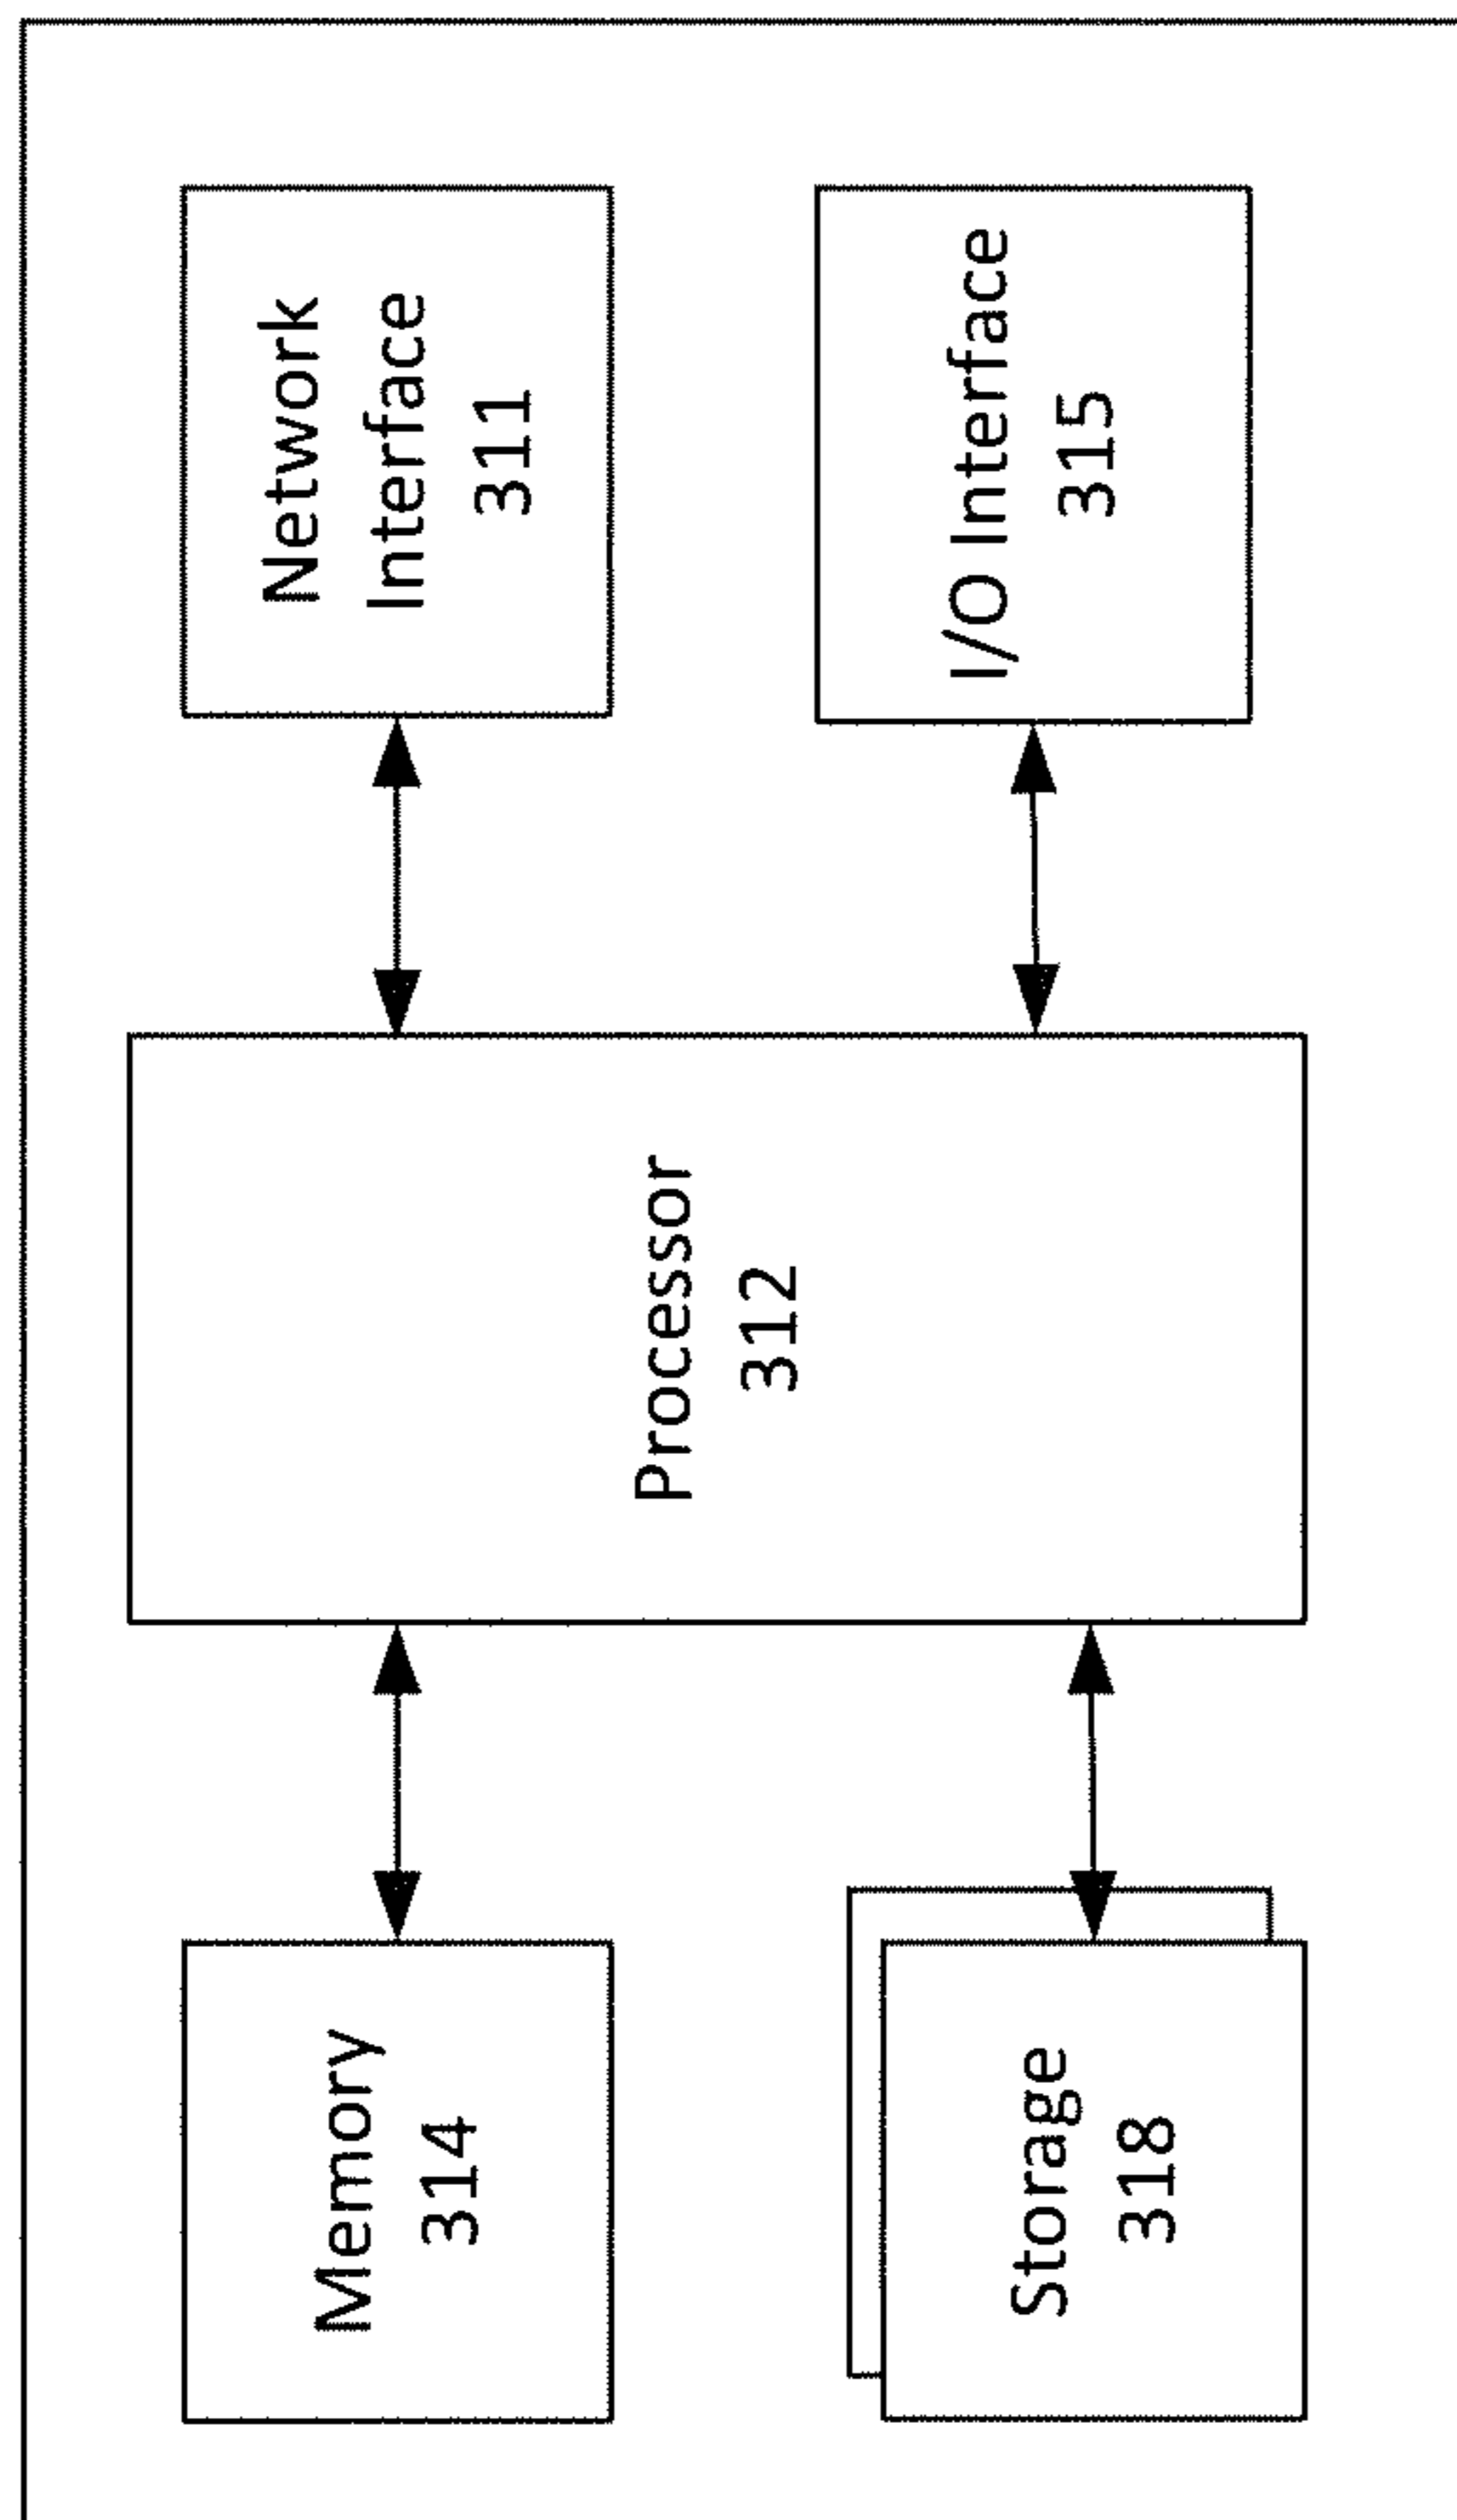 Memory
314
Storage
318
Processor
312
Network
Interface
311
I/O Interface
315